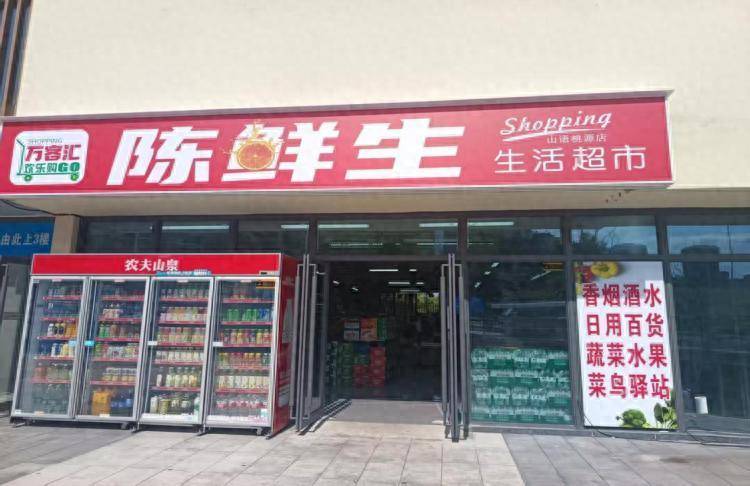 SHOPPING
万客汇
欢乐购GO
陈鲜生
Shopping
山语桃源店
生活超市
由此上3楼
农夫山泉
香烟酒水
日用百货
蔬菜水果
菜鸟驿站